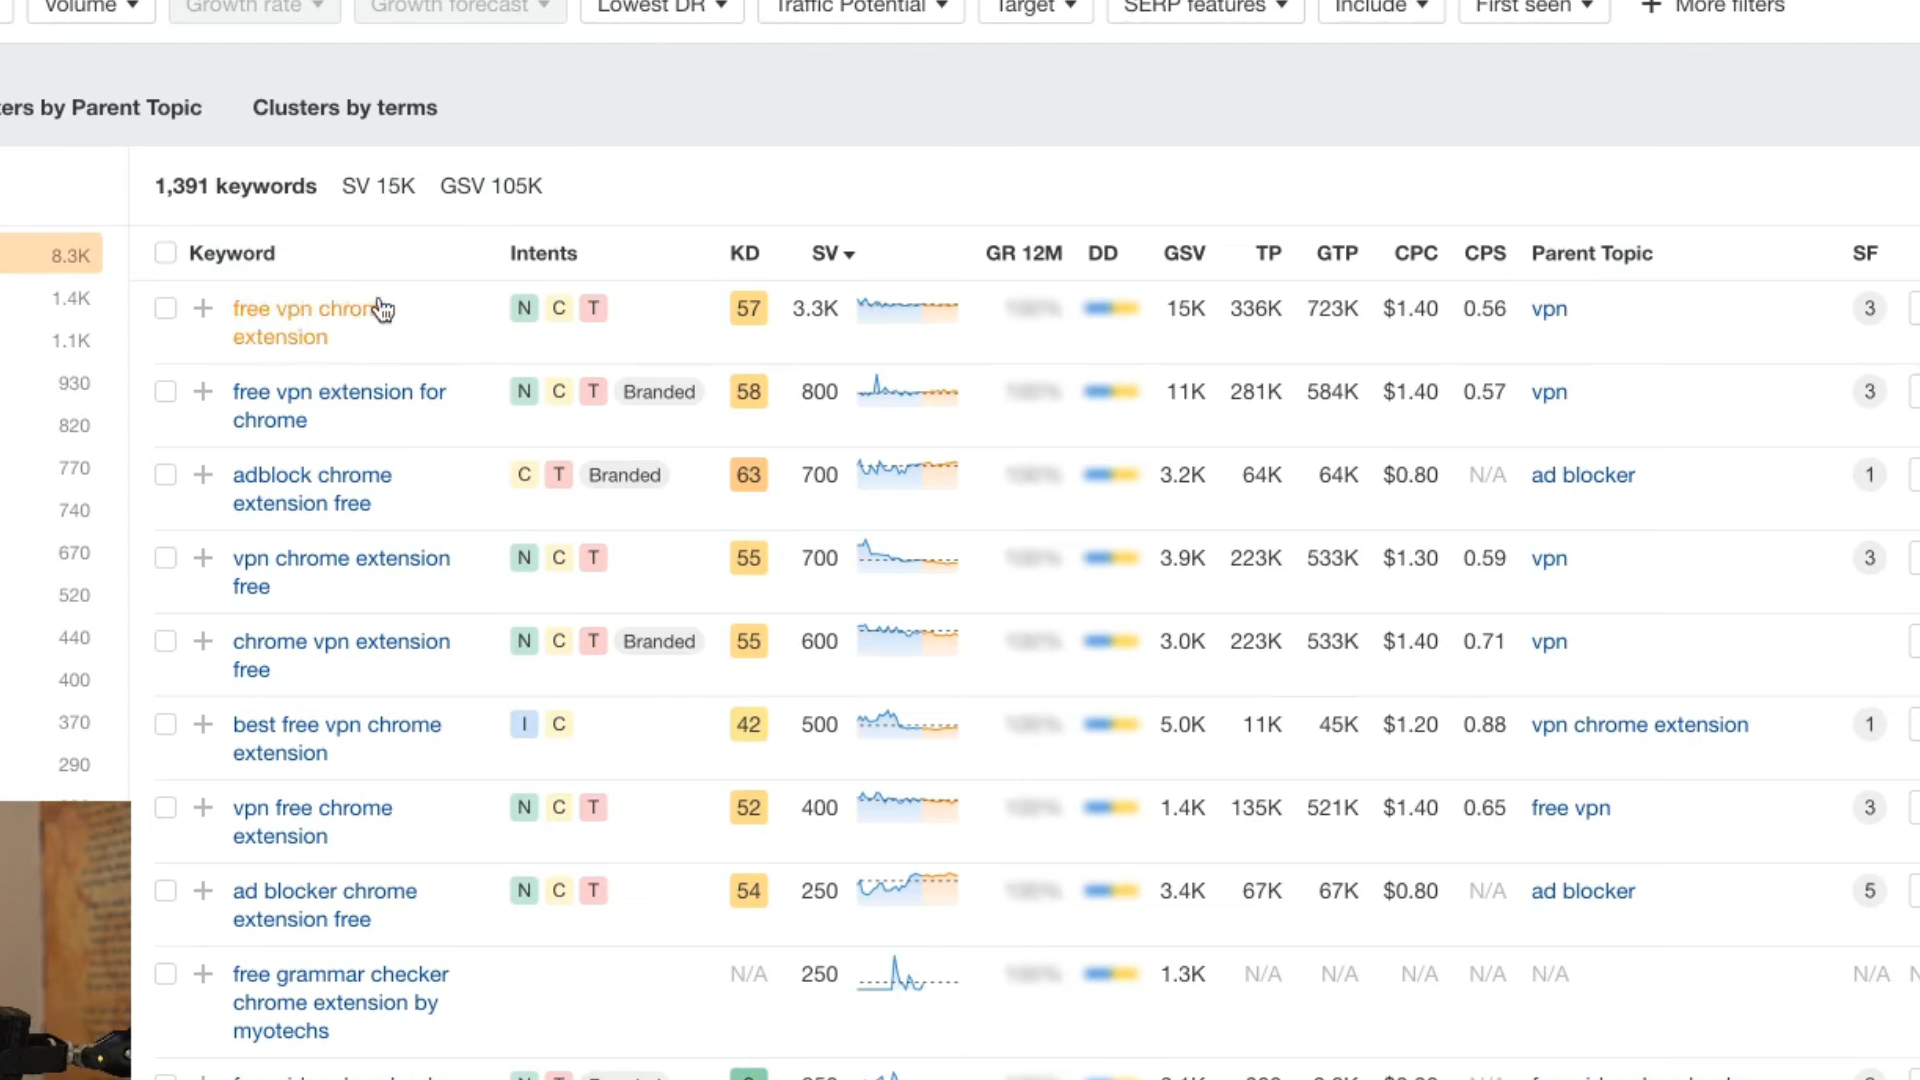 Volume Growth rate Growth forecast Lowest DR Traffic Potential Target SERP features Include First seen + More filters
ers by Parent Topic Clusters by terms
1,391 keywords SV 15K GSV 105K
8.3K
1.4K
1.1K
930
820
770
740
670
520
440
400
370
290
Keyword Intents KD SV GR 12M DD GSV TP GTP CPC CPS Parent Topic SF
free vpn chrom N C T 57 3.3K 15K 336K 723K $1.40 0.56 vpn 3
extension
free vpn extension for N C T Branded 58 800 11K 281K 584K $1.40 0.57 vpn 3
chrome
adblock chrome C T Branded 63 700 3.2K 64K 64K $0.80 N/A ad blocker 1
extension free
vpn chrome extension N C T 55 700 3.9K 223K 533K $1.30 0.59 vpn 3
free
chrome vpn extension N C T Branded 55 600 3.0K 223K 533K $1.40 0.71 vpn
free
best free vpn chrome I C 42 500 5.0K 11K 45K $1.20 0.88 vpn chrome extension 1
extension
vpn free chrome N C T 52 400 1.4K 135K 521K $1.40 0.65 free vpn 3
extension
ad blocker chrome N C T 54 250 3.4K 67K 67K $0.80 N/A ad blocker 5
extension free
free grammar checker N/A 250 1.3K N/A N/A N/A N/A N/A N/A
chrome extension by
myotechs